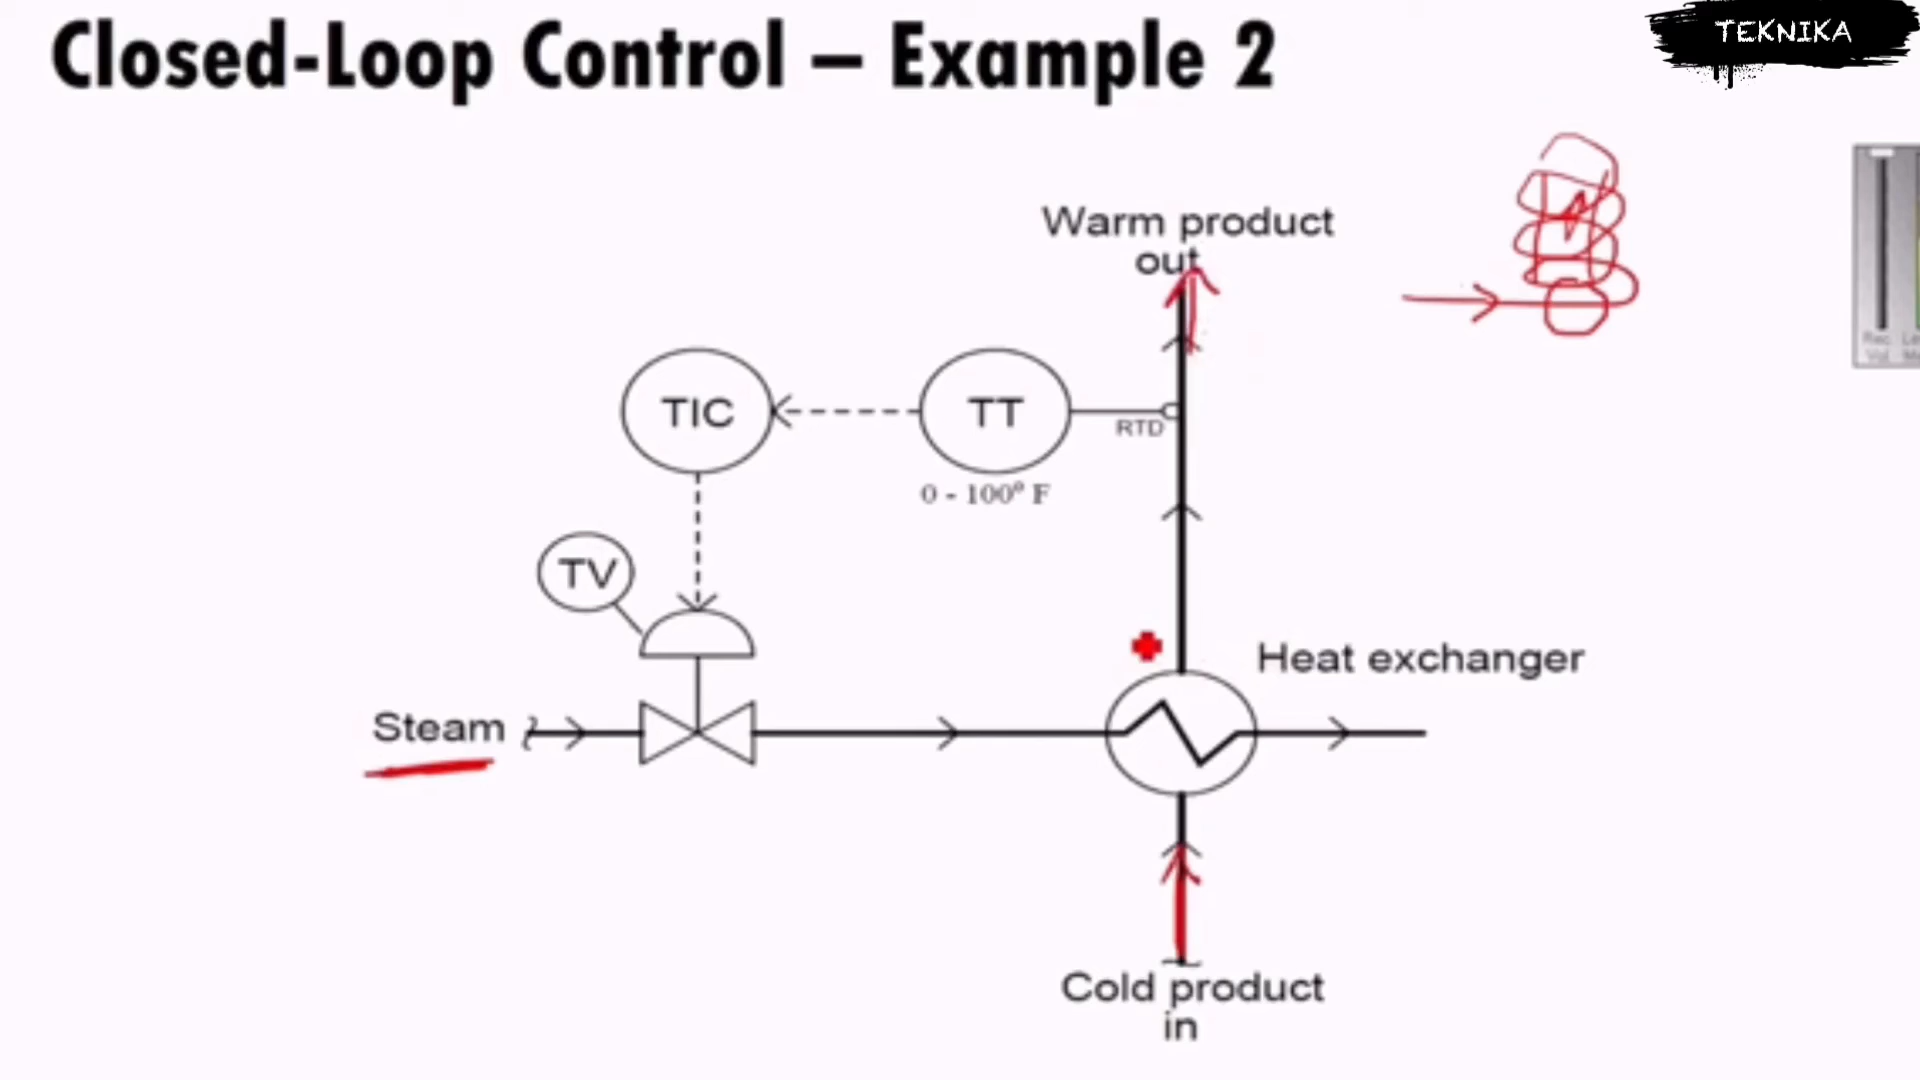 Closed-Loop Control – Example 2
TEKNIKA
Warm product
out
TIC
TT
RTD
0 - 100º F
TV
Heat exchanger
Steam
Cold product
in